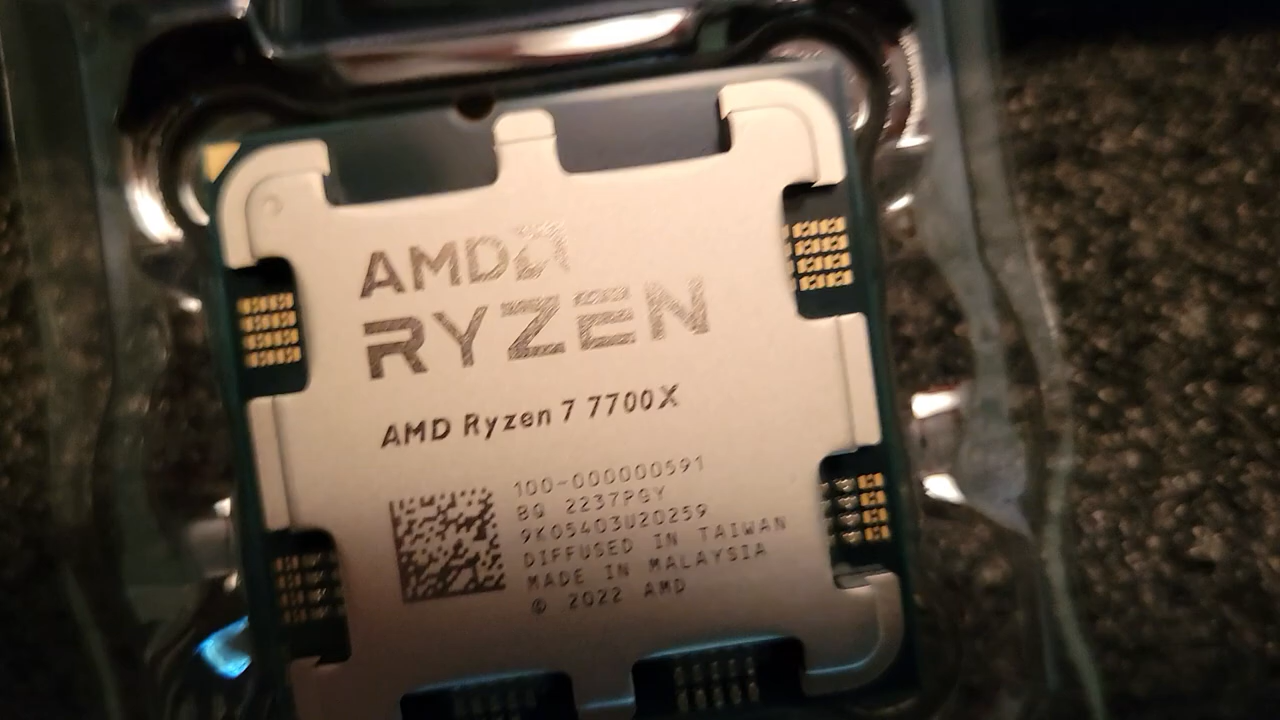 AMD
RYZEN
AMD Ryzen 7 7700X
100-000000591
BQ 2237PGY
9K05403U20259
DIFFUSED IN TAIWAN
MADE IN MALAYSIA
© 2022 AMD